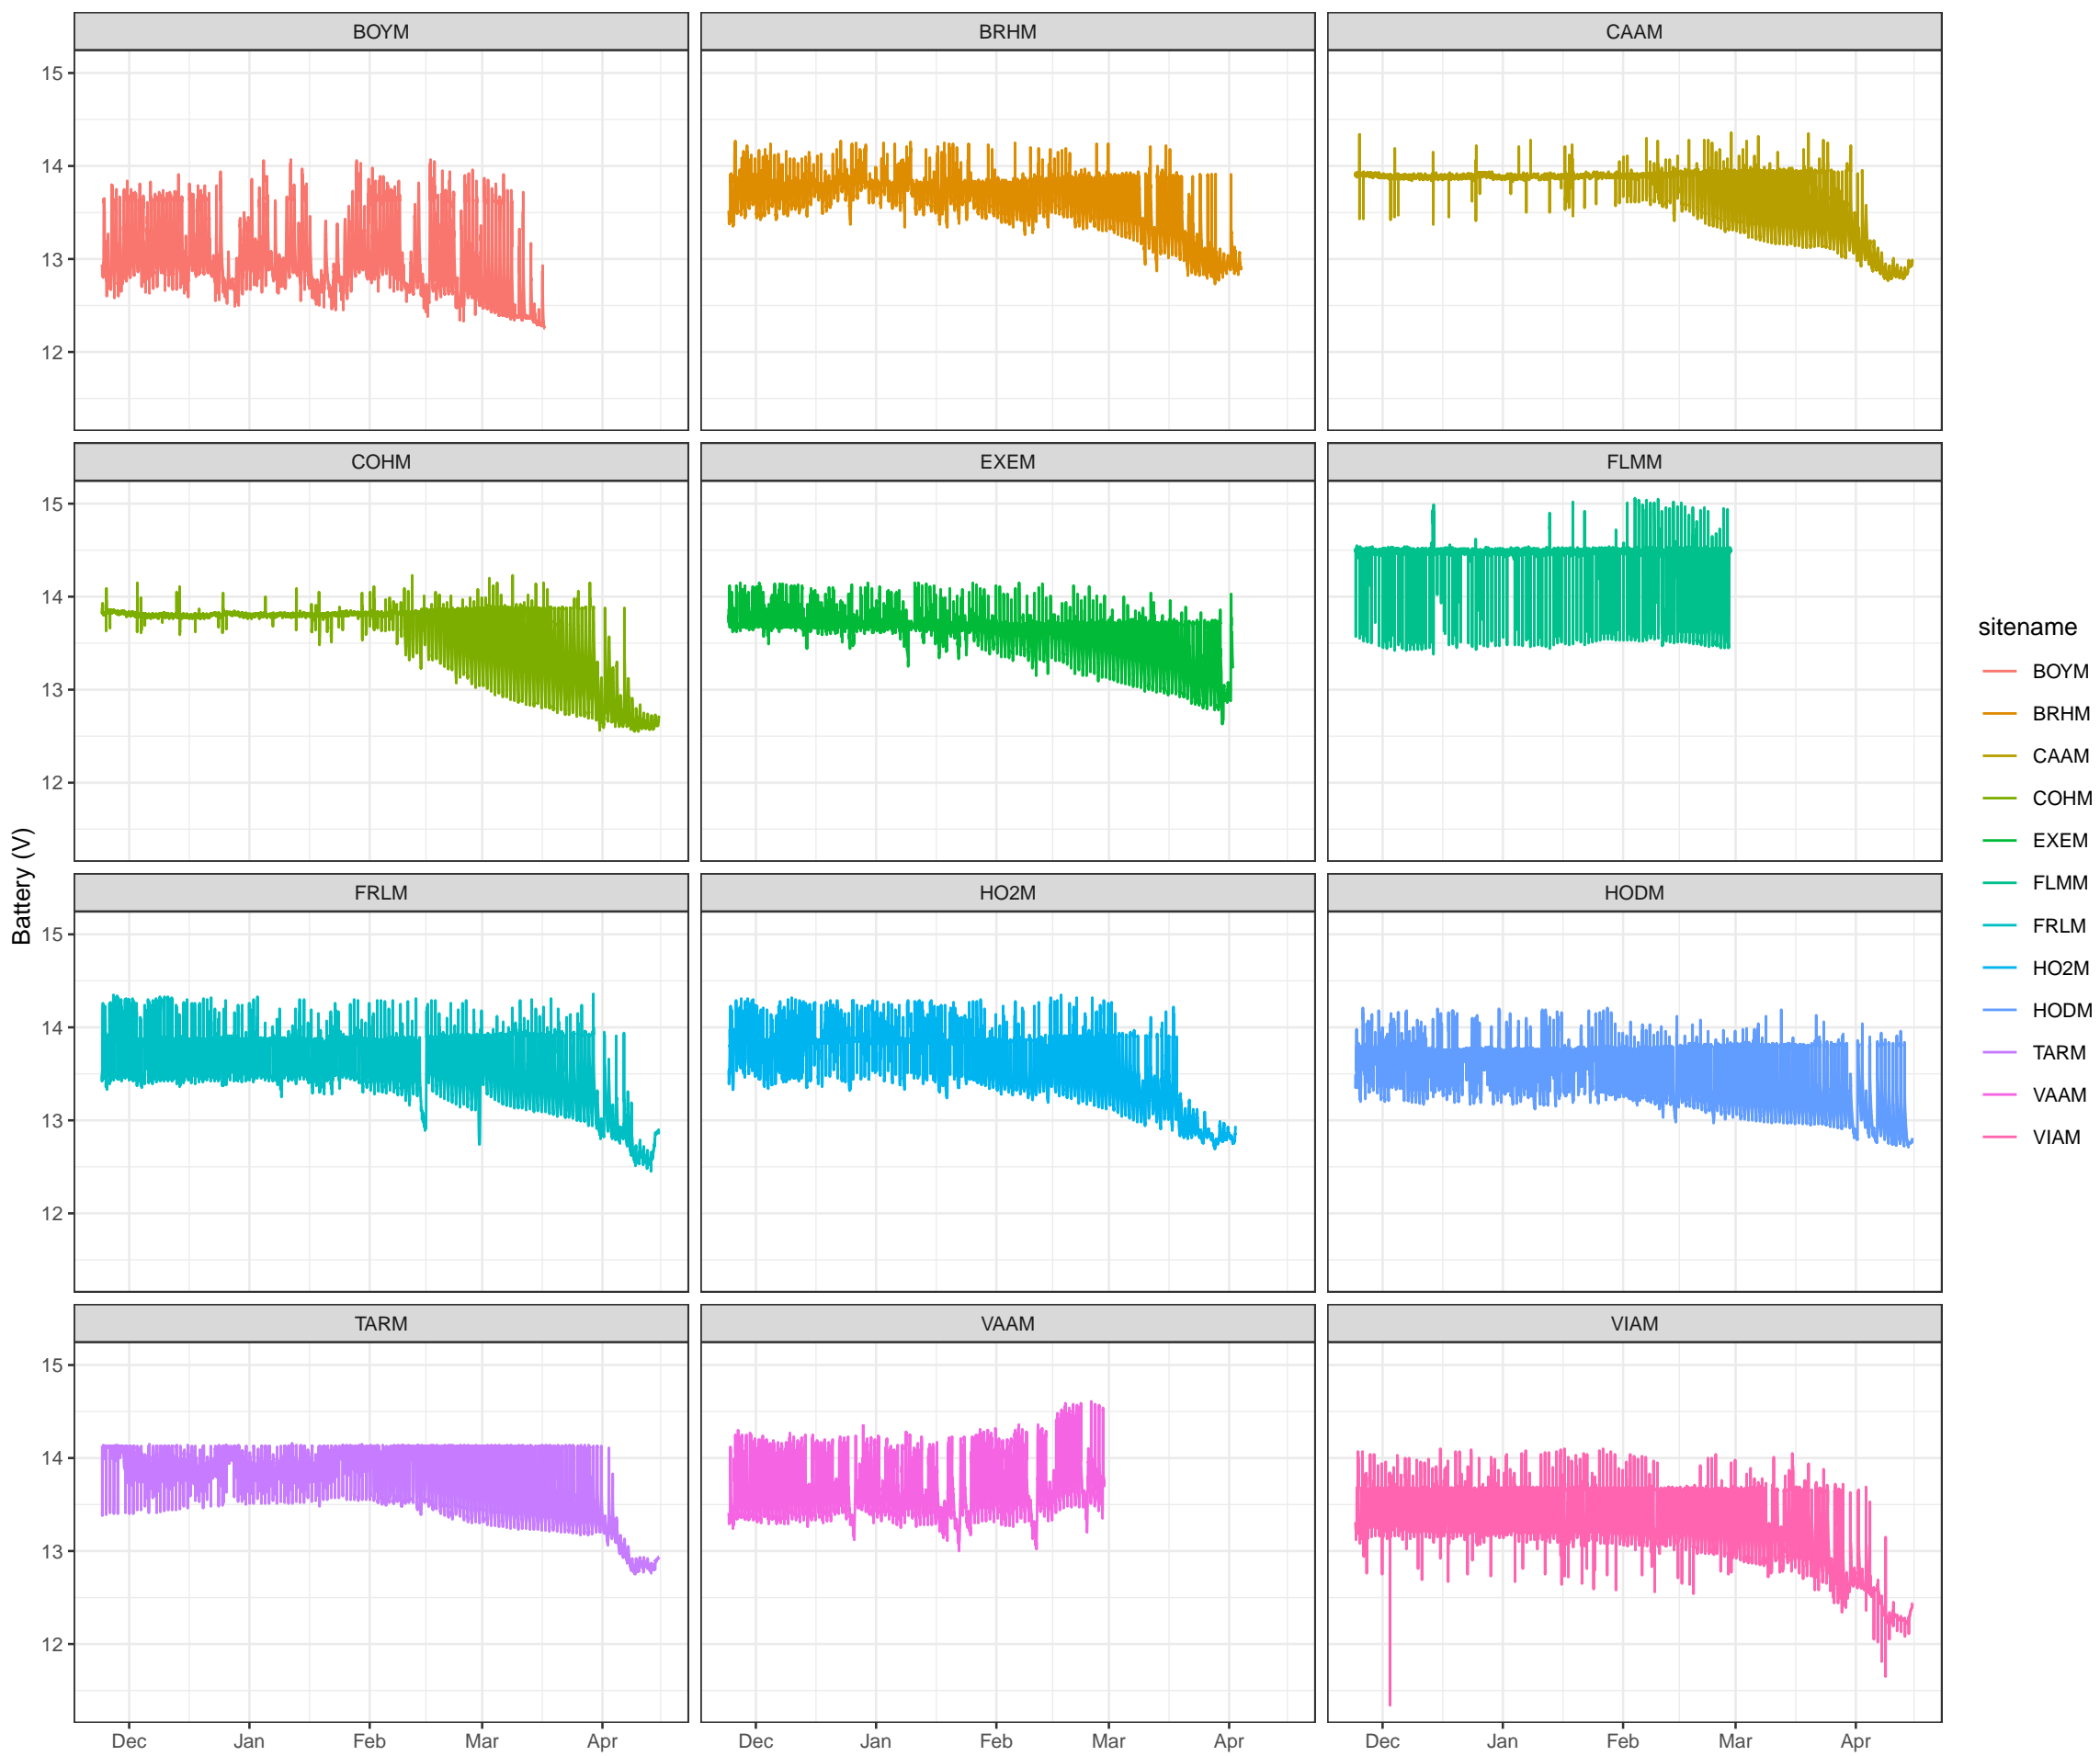 BOYM
BRHM
CAAM
15
14
13
12
COHM
EXEM
FLMM
15
14
13
12
Battery (V)
FRLM
HO2M
HODM
15
14
13
12
TARM
VAAM
VIAM
15
14
13
12
Dec Jan Feb Mar Apr
Dec Jan Feb Mar Apr
Dec Jan Feb Mar Apr
sitename
BOYM
BRHM
CAAM
COHM
EXEM
FLMM
FRLM
HO2M
HODM
TARM
VAAM
VIAM